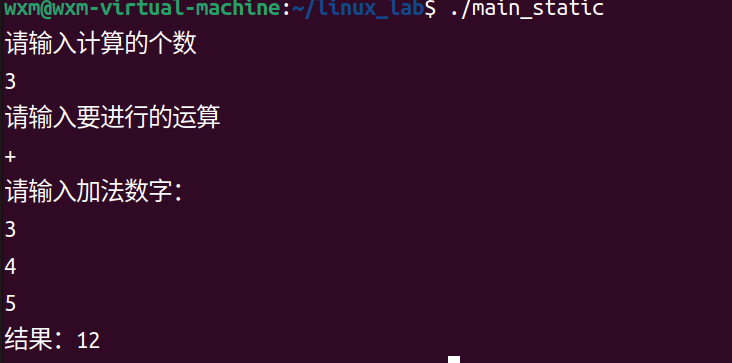 wxm@wxm-virtual-machine:~/linux_lab$ ./main_static
请输入计算的个数
3
请输入要进行的运算
+
请输入加法数字：
3
4
5
结果：12